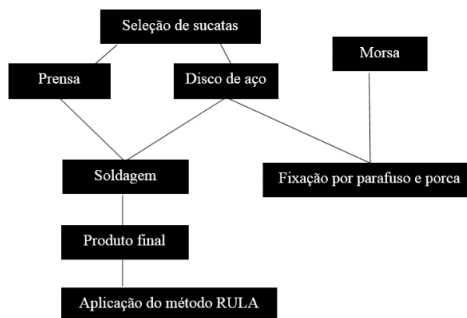 Seleção de sucatas
Morsa
Prensa
Disco de aço
Soldagem
Fixação por parafuso e porca
Produto final
Aplicação do método RULA